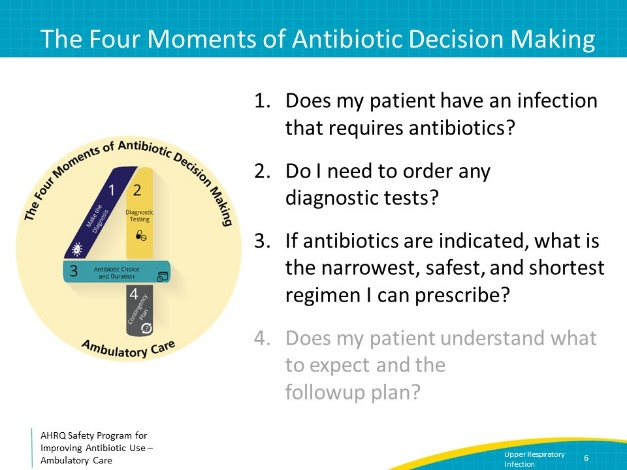 The Four Moments of Antibiotic Decision Making
1. Does my patient have an infection
that requires antibiotics?
2. Do I need to order any
diagnostic tests?
3. If antibiotics are indicated, what is
the narrowest, safest, and shortest
regimen I can prescribe?
4. Does my patient understand what
to expect and the
followup plan?
The Four Moments of Antibiotic Decision Making
1
Make the
Diagnosis
2
Diagnostic
Testing
3
Antibiotic Choice
and Duration
4
Contingency
Plan
Ambulatory Care
AHRQ Safety Program for
Improving Antibiotic Use –
Ambulatory Care
Upper Respiratory
Infection
6